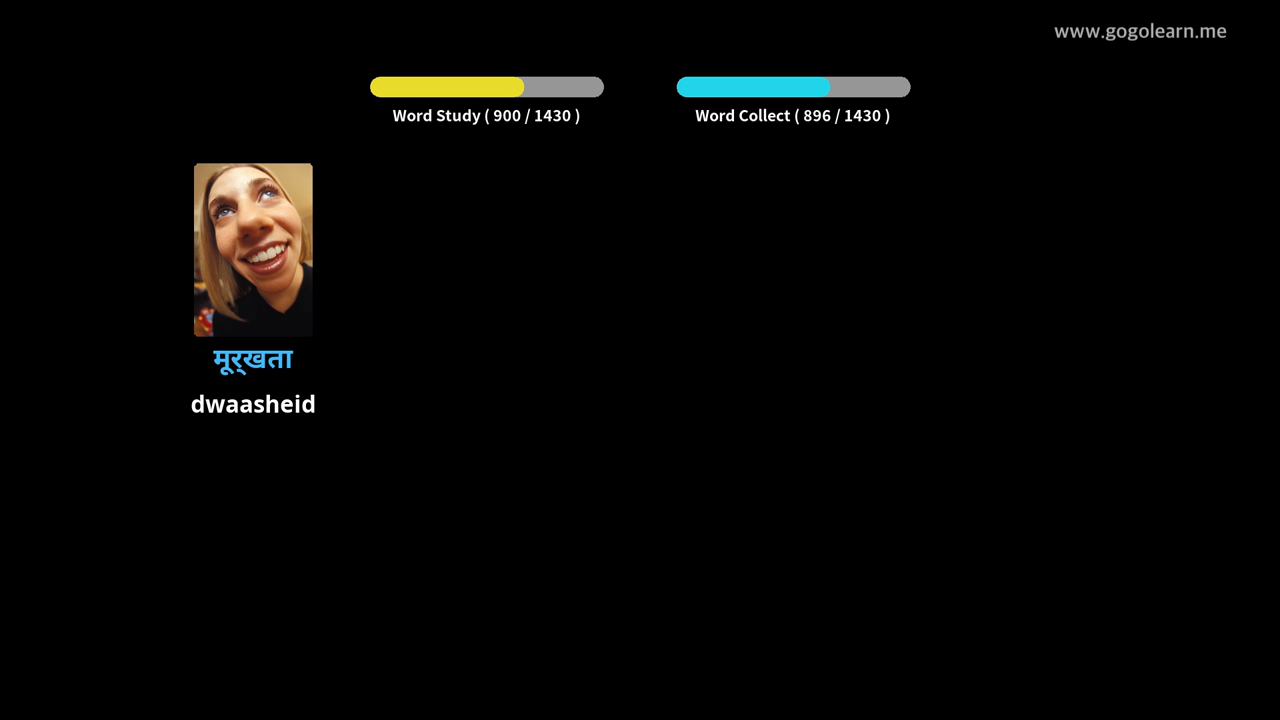 www.gogolearn.me
Word Study ( 900 / 1430 )
Word Collect ( 896 / 1430 )
मूर्खता
dwaasheid